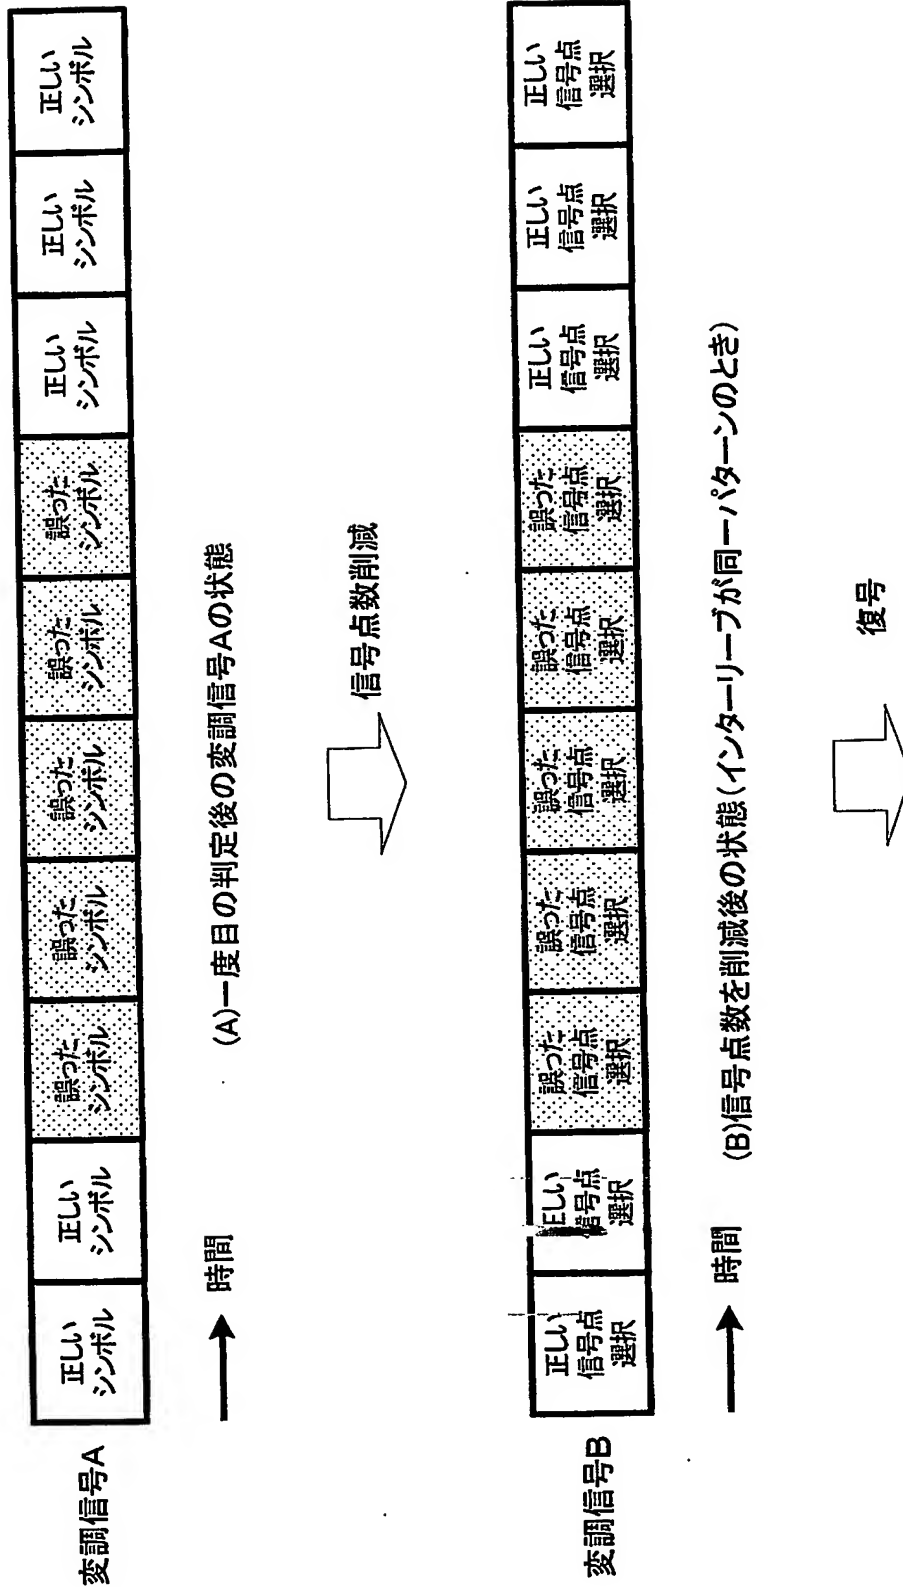 変調信号A
正しい
シンボル
正しい
シンボル
誤った
シンボル
誤った
シンボル
誤った
シンボル
誤った
シンボル
誤った
シンボル
正しい
シンボル
正しい
シンボル
正しい
シンボル
時間
(A)一度目の判定後の変調信号Aの状態
信号点数削減
変調信号B
正しい
信号点
選択
正しい
信号点
選択
誤った
信号点
選択
誤った
信号点
選択
誤った
信号点
選択
誤った
信号点
選択
誤った
信号点
選択
正しい
信号点
選択
正しい
信号点
選択
正しい
信号点
選択
時間
(B)信号点数を削減後の状態(インターリーブが同一パターンのとき)
復号